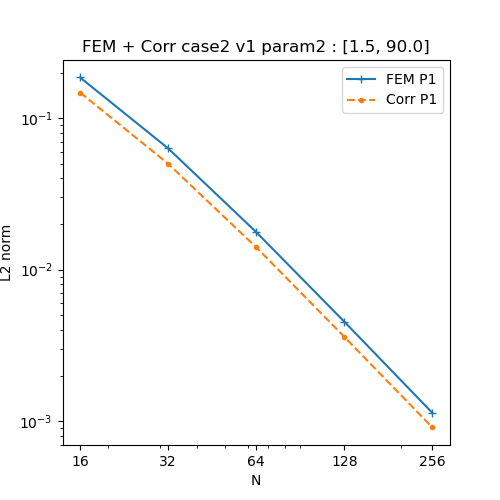 FEM + Corr case2 v1 param2 : [1.5, 90.0]
FEM P1
Corr P1
10⁻¹
10⁻²
10⁻³
L2 norm
16 32 64 128 256
N